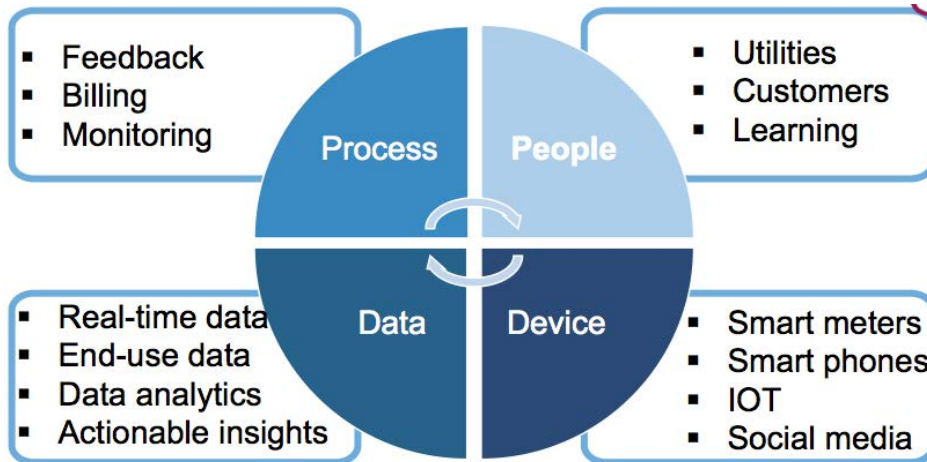 ▪ Feedback
▪ Billing
▪ Monitoring
Process
People
▪ Utilities
▪ Customers
▪ Learning
▪ Real-time data
▪ End-use data
▪ Data analytics
▪ Actionable insights
Data
Device
▪ Smart meters
▪ Smart phones
▪ IOT
▪ Social media